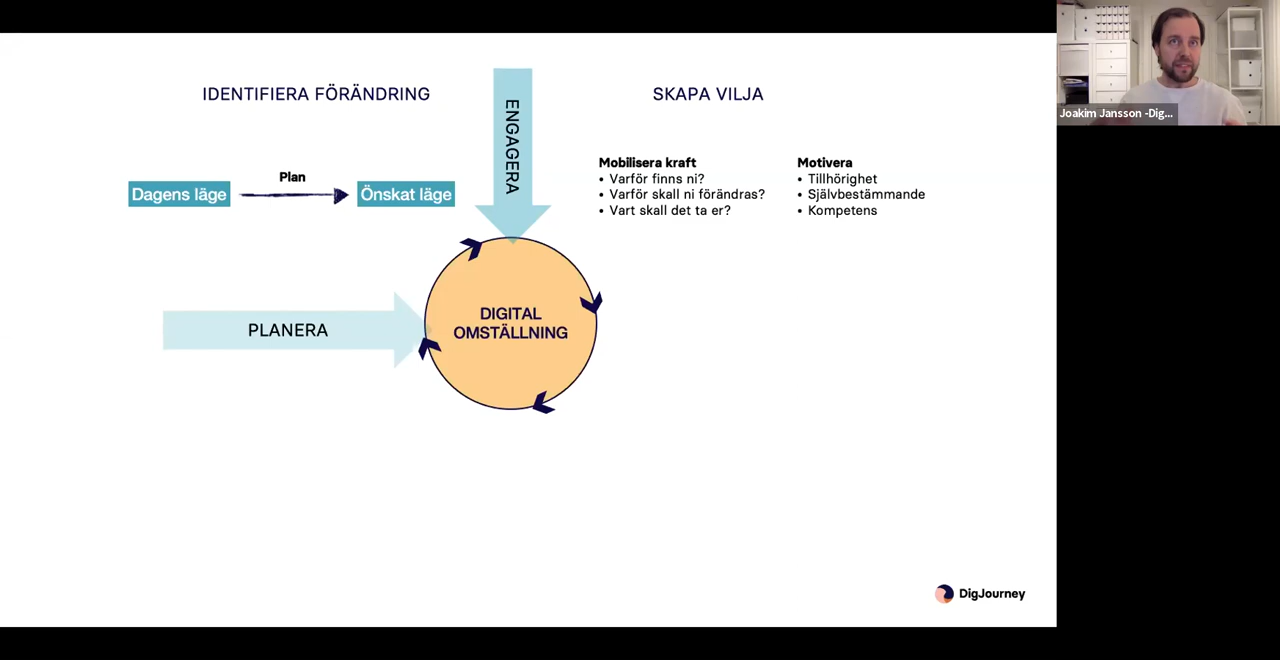 IDENTIFIERA FÖRÄNDRING
SKAPA VILJA
ENGAGERA
Plan
Dagens läge
Önskat läge
Mobilisera kraft
• Varför finns ni?
• Varför skall ni förändras?
• Vart skall det ta er?
Motivera
• Tillhörighet
• Självbestämmande
• Kompetens
PLANERA
DIGITAL
OMSTÄLLNING
DigJourney
Joakim Jansson -Dig...